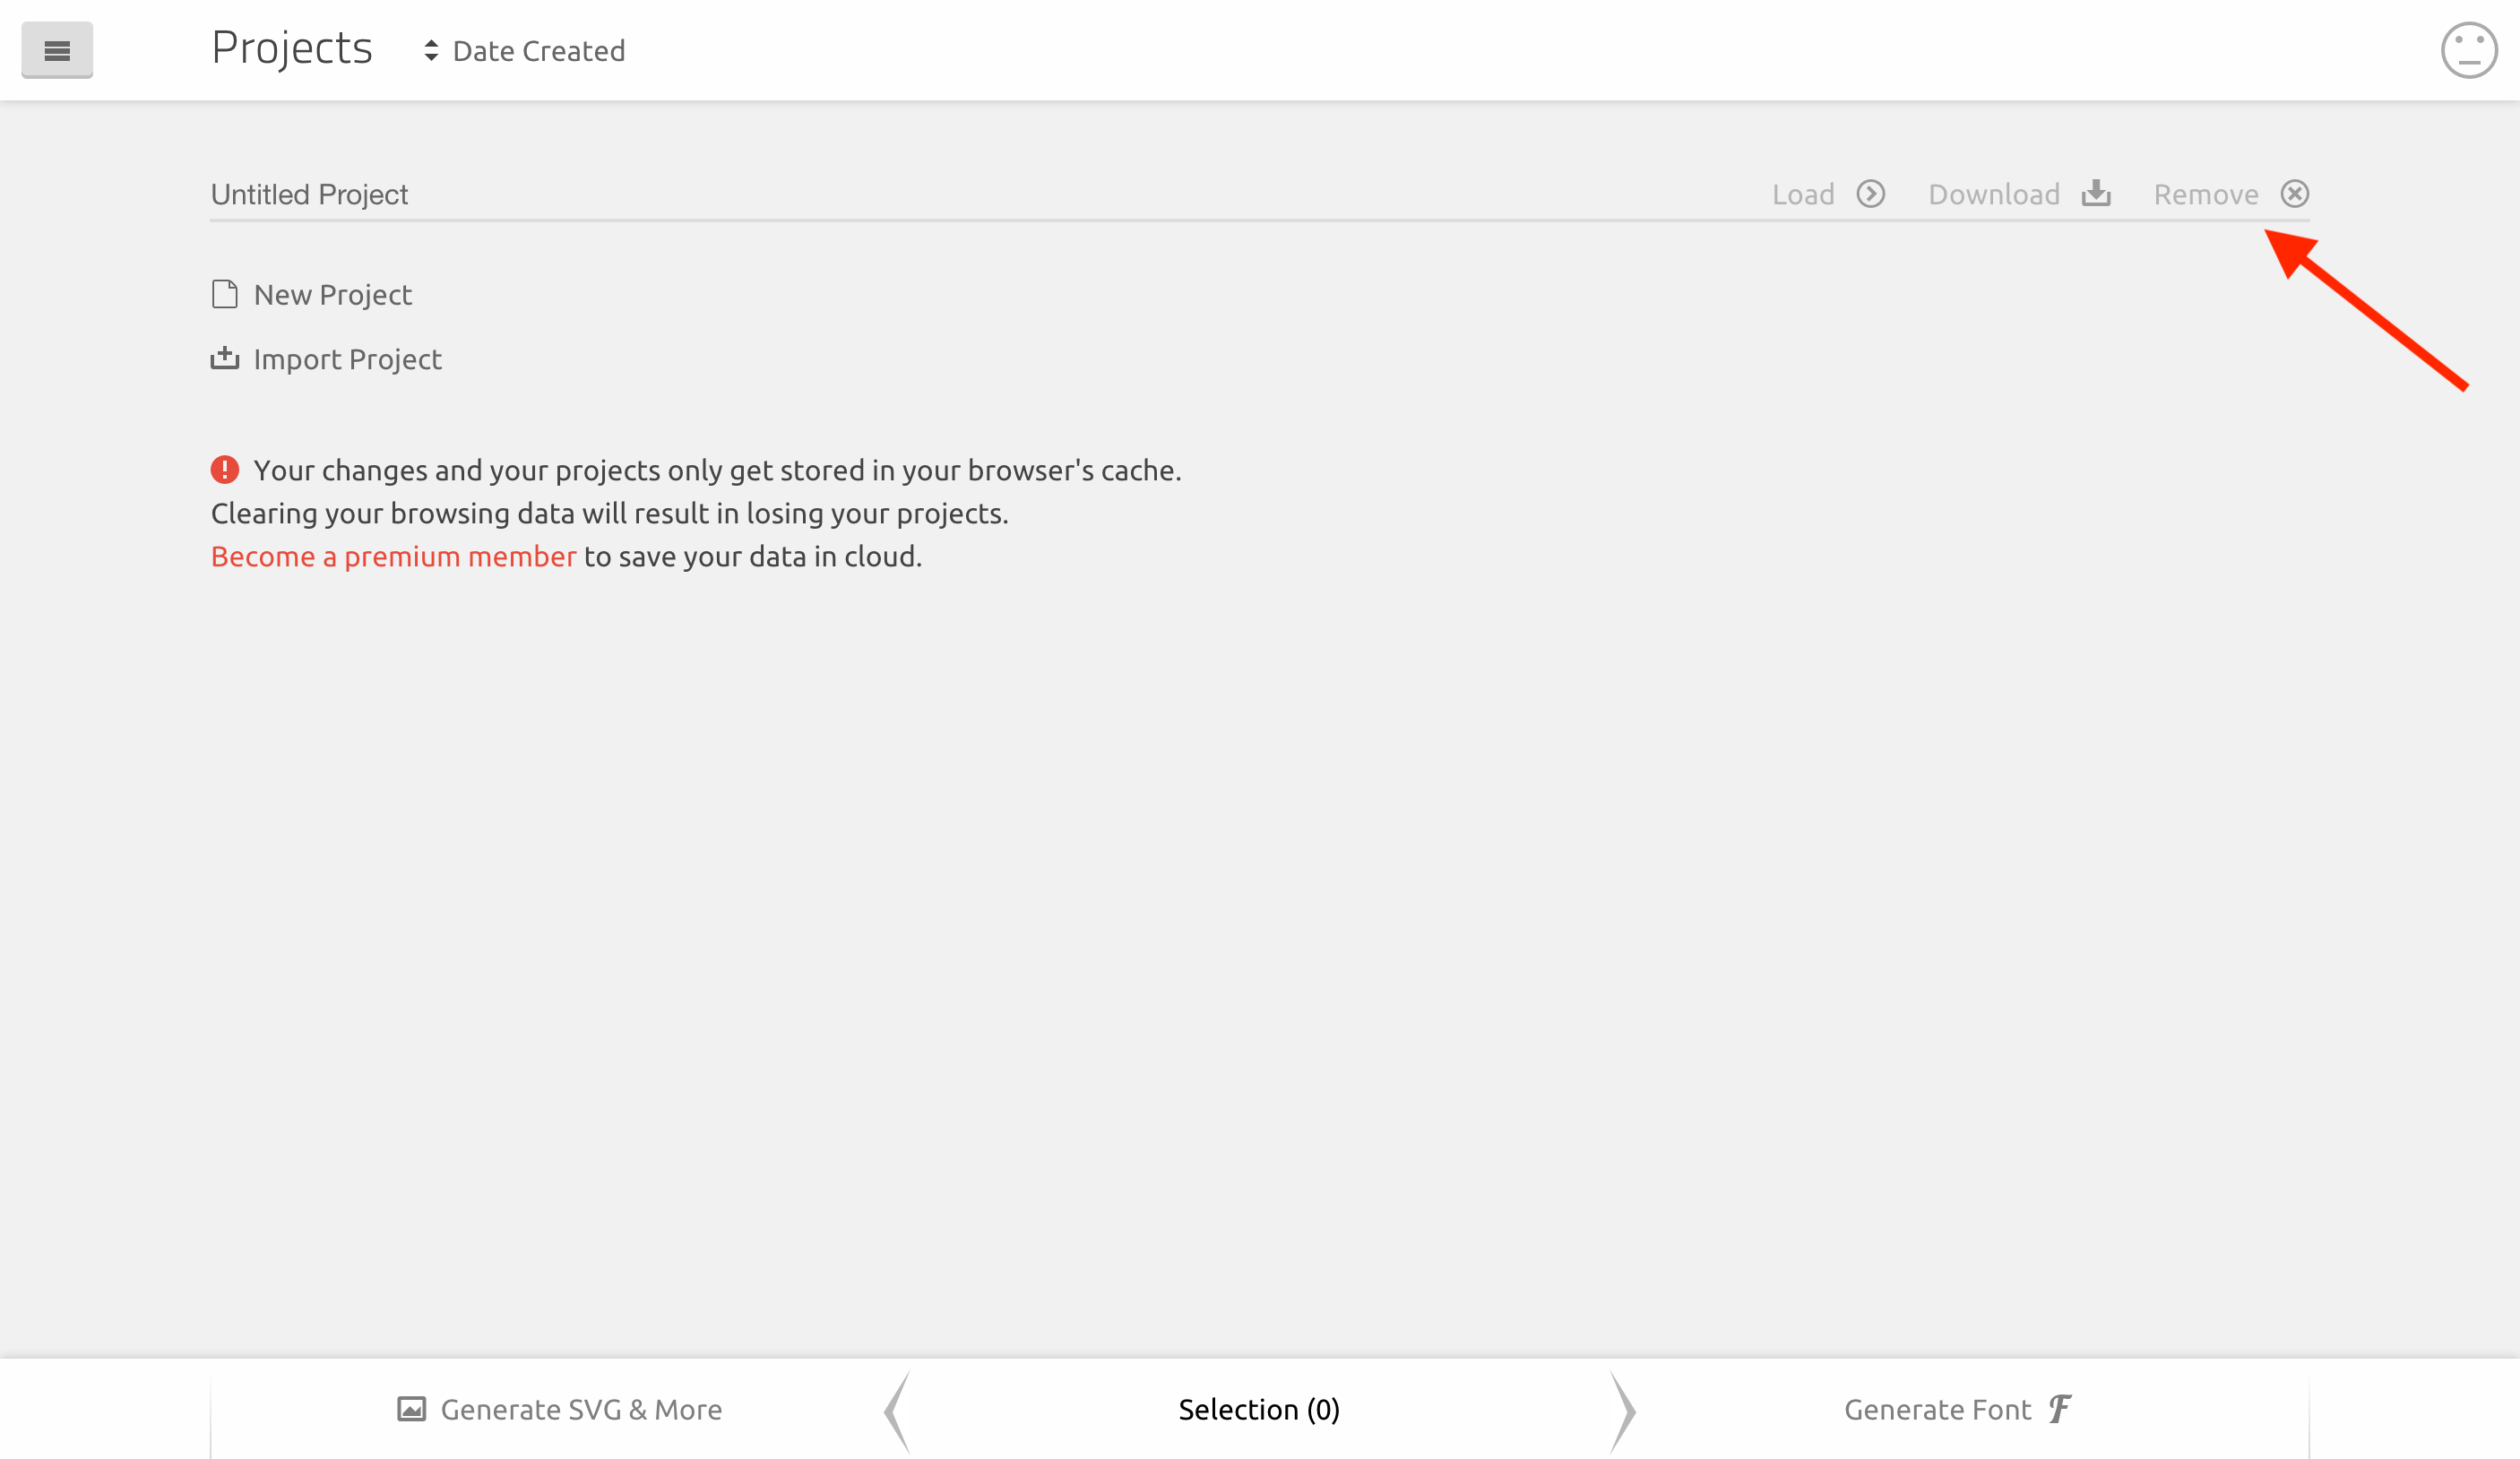 Projects Date Created
Untitled Project Load Download Remove
New Project
Import Project
Your changes and your projects only get stored in your browser's cache.
Clearing your browsing data will result in losing your projects.
Become a premium member to save your data in cloud.
Generate SVG & More Selection (0) Generate Font